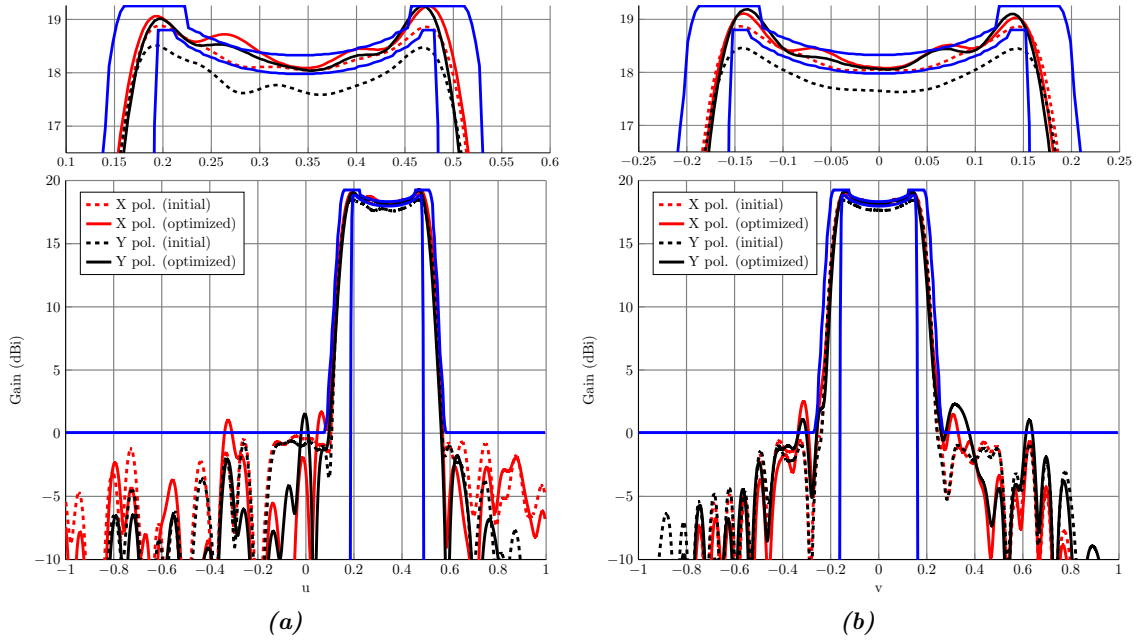 19
18
17
0.1 0.15 0.2 0.25 0.3 0.35 0.4 0.45 0.5 0.55 0.6
20
15
10
5
0
−5
−10
Gain (dBi)
X pol. (initial)
X pol. (optimized)
Y pol. (initial)
Y pol. (optimized)
−1 −0.8 −0.6 −0.4 −0.2 0 0.2 0.4 0.6 0.8 1
u
(a)
19
18
17
−0.25 −0.2 −0.15 −0.1 −0.05 0 0.05 0.1 0.15 0.2 0.25
20
15
10
5
0
−5
−10
Gain (dBi)
X pol. (initial)
X pol. (optimized)
Y pol. (initial)
Y pol. (optimized)
−1 −0.8 −0.6 −0.4 −0.2 0 0.2 0.4 0.6 0.8 1
v
(b)